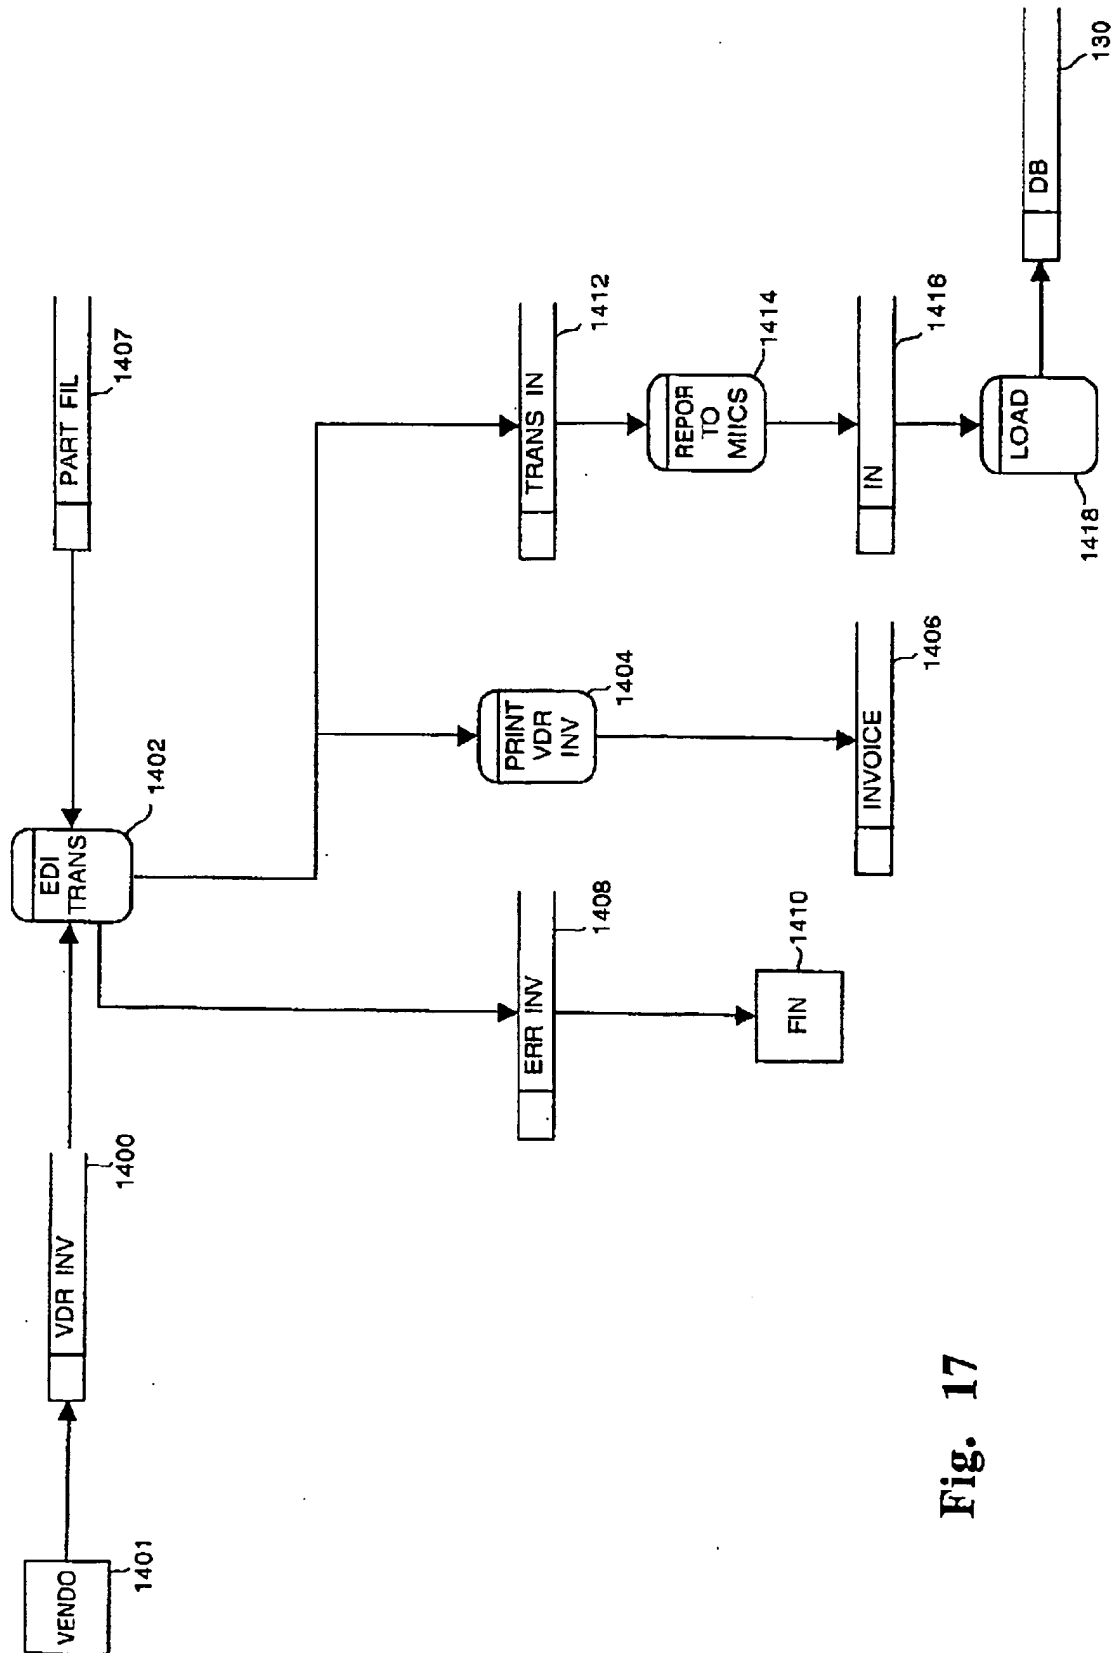 VENDO
1401
VDR INV
1400
EDI
TRANS
1402
PART FIL
1407
ERR INV
1408
FIN
1410
PRINT
VDR
INV
1404
INVOICE
1406
TRANS IN
1412
REPOR
TO
MIICS
1414
IN
1416
LOAD
1418
DB
130
Fig. 17